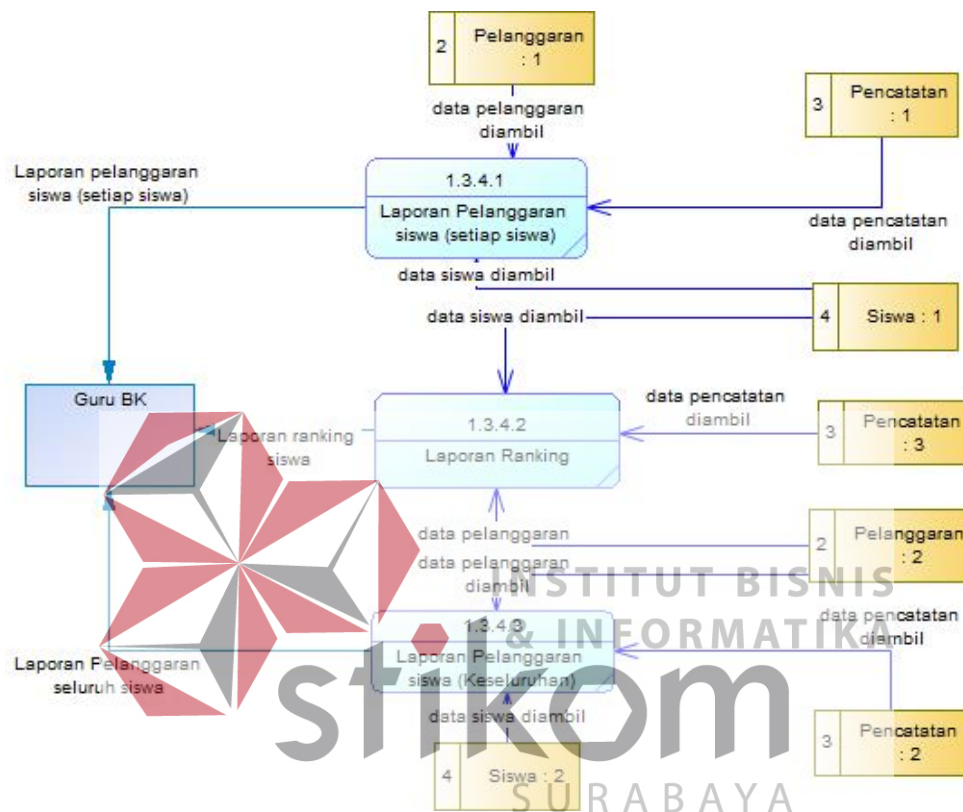 2
Pelanggaran
: 1
data pelanggaran
diambil
3
Pencatatan
: 1
Laporan pelanggaran
siswa (setiap siswa)
1.3.4.1
Laporan Pelanggaran
siswa (setiap siswa)
data pencatatan
diambil
data siswa diambil
data siswa diambil
4
Siswa : 1
Guru BK
1.3.4.2
Laporan Ranking
data pencatatan
diambil
3
Pencatatan
: 3
Laporan ranking
siswa
data pelanggaran
data pelanggaran
diambil
2
Pelanggaran
: 2
INSTITUT BISNIS
& INFORMATIKA
stikom
SURABAYA
1.3.4.3
Laporan Pelanggaran
siswa (Keseluruhan)
data pencatatan
diambil
Laporan Pelanggaran
seluruh siswa
data siswa diambil
3
Pencatatan
: 2
4
Siswa : 2